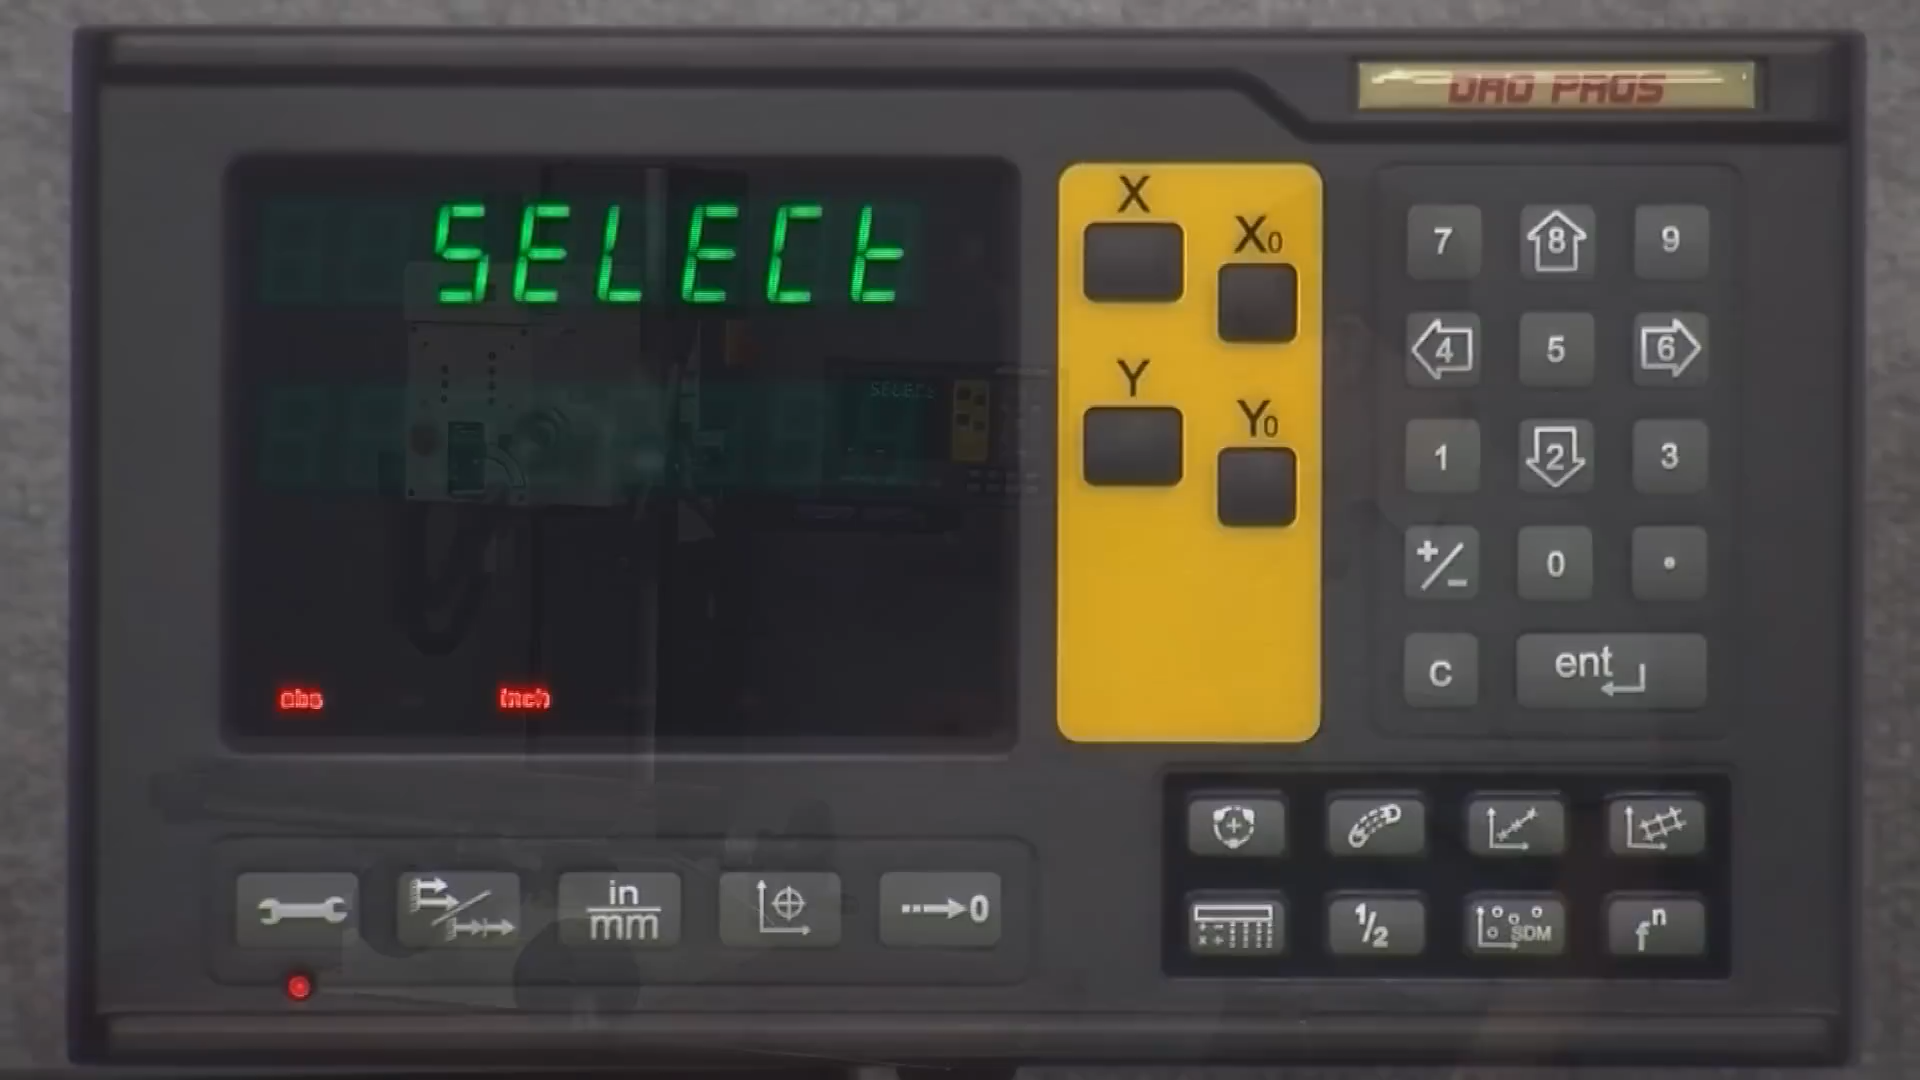 DRO PROS
SELECt
X
X0
Y
Y0
7 8 9
4 5 6
1 2 3
+/- 0 .
c ent
abs inch
in
mm
0
1/2
SDM
fn